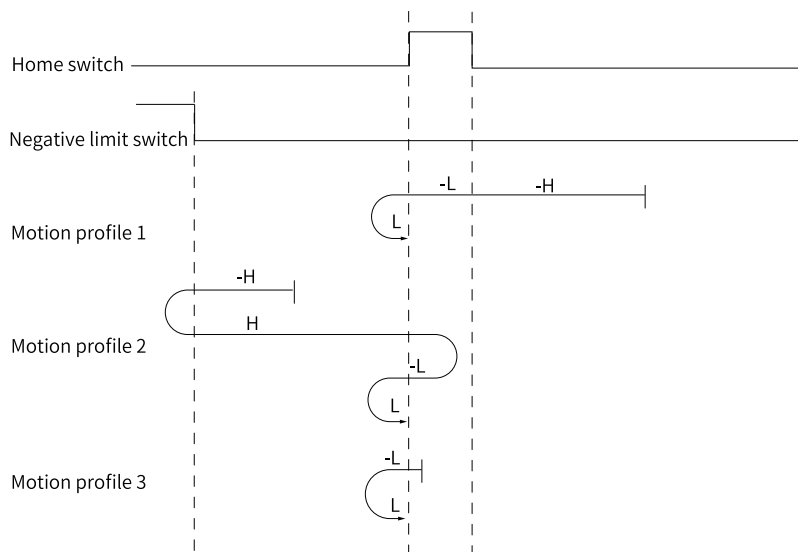 Home switch
Negative limit switch
-L
-H
L
Motion profile 1
-H
H
Motion profile 2
-L
L
-L
Motion profile 3
L